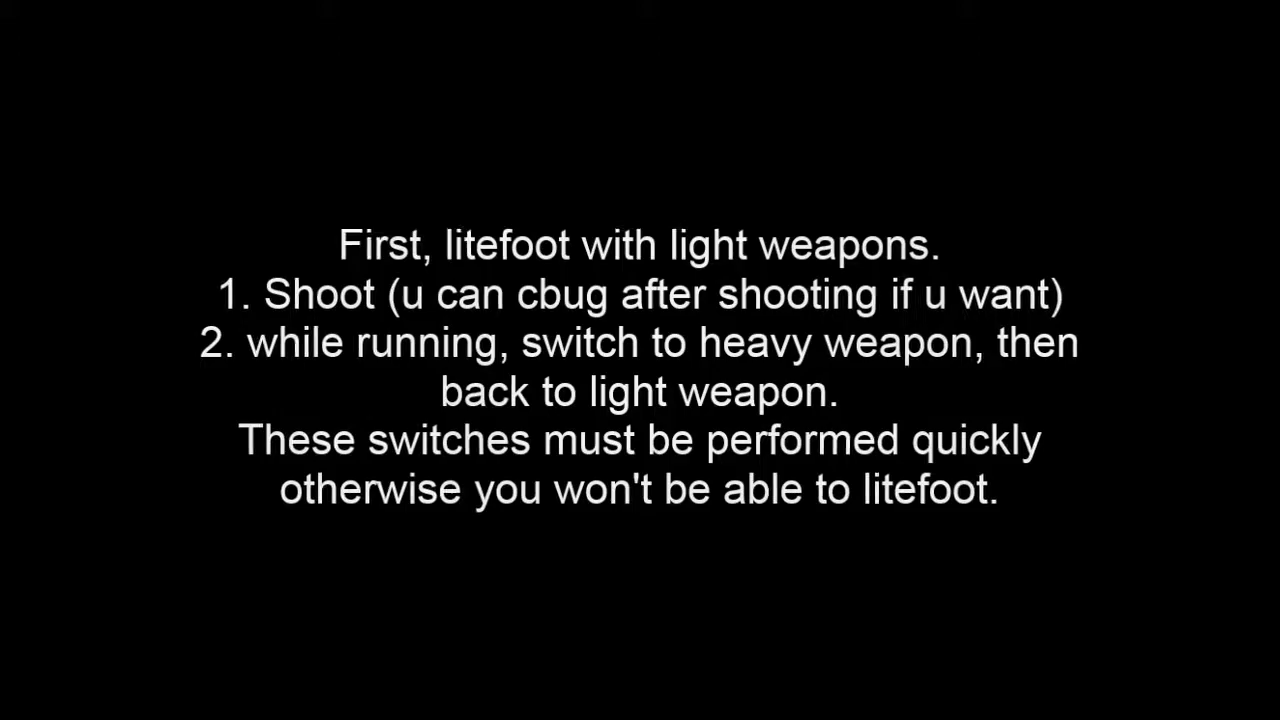 First, litefoot with light weapons.
1. Shoot (u can cbug after shooting if u want)
2. while running, switch to heavy weapon, then
back to light weapon.
These switches must be performed quickly
otherwise you won't be able to litefoot.